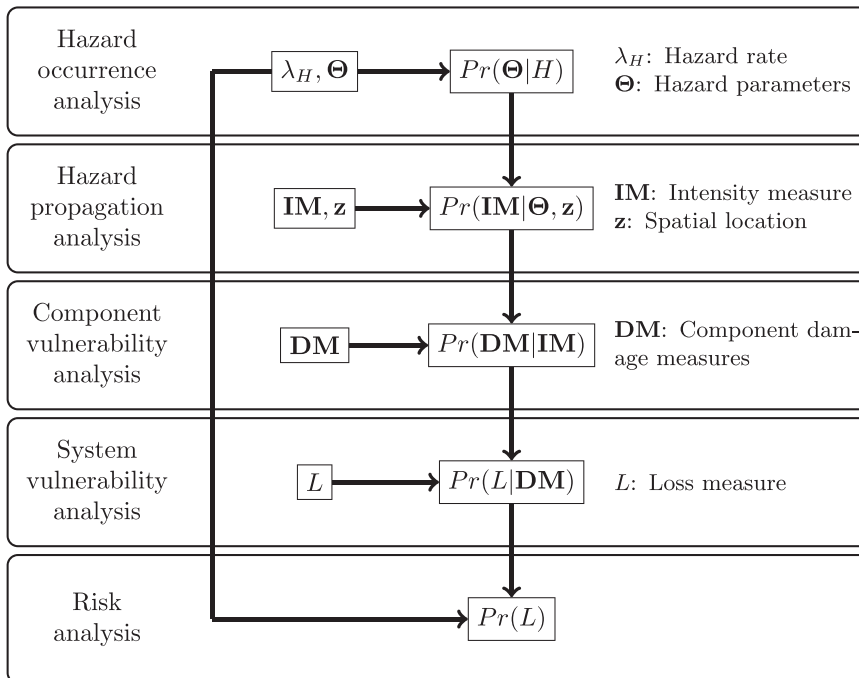 Hazard
occurrence
analysis
λ_H, Θ
Pr(Θ|H)
λ_H: Hazard rate
Θ: Hazard parameters
Hazard
propagation
analysis
IM, z
Pr(IM|Θ, z)
IM: Intensity measure
z: Spatial location
Component
vulnerability
analysis
DM
Pr(DM|IM)
DM: Component dam-
age measures
System
vulnerability
analysis
L
Pr(L|DM)
L: Loss measure
Risk
analysis
Pr(L)